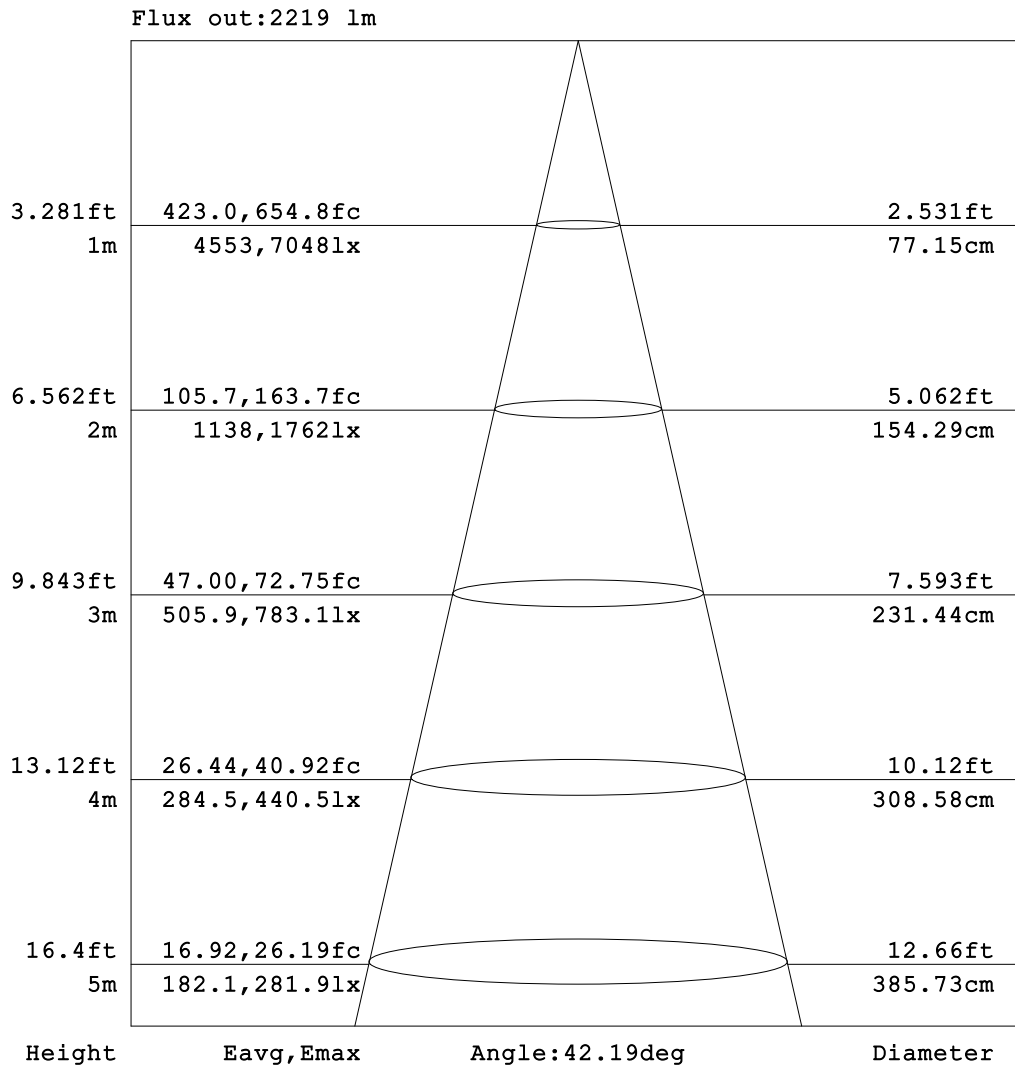 Flux out:2219 lm
3.281ft 423.0,654.8fc 2.531ft
1m 4553,7048lx 77.15cm
6.562ft 105.7,163.7fc 5.062ft
2m 1138,1762lx 154.29cm
9.843ft 47.00,72.75fc 7.593ft
3m 505.9,783.1lx 231.44cm
13.12ft 26.44,40.92fc 10.12ft
4m 284.5,440.5lx 308.58cm
16.4ft 16.92,26.19fc 12.66ft
5m 182.1,281.9lx 385.73cm
Height Eavg,Emax Angle:42.19deg Diameter